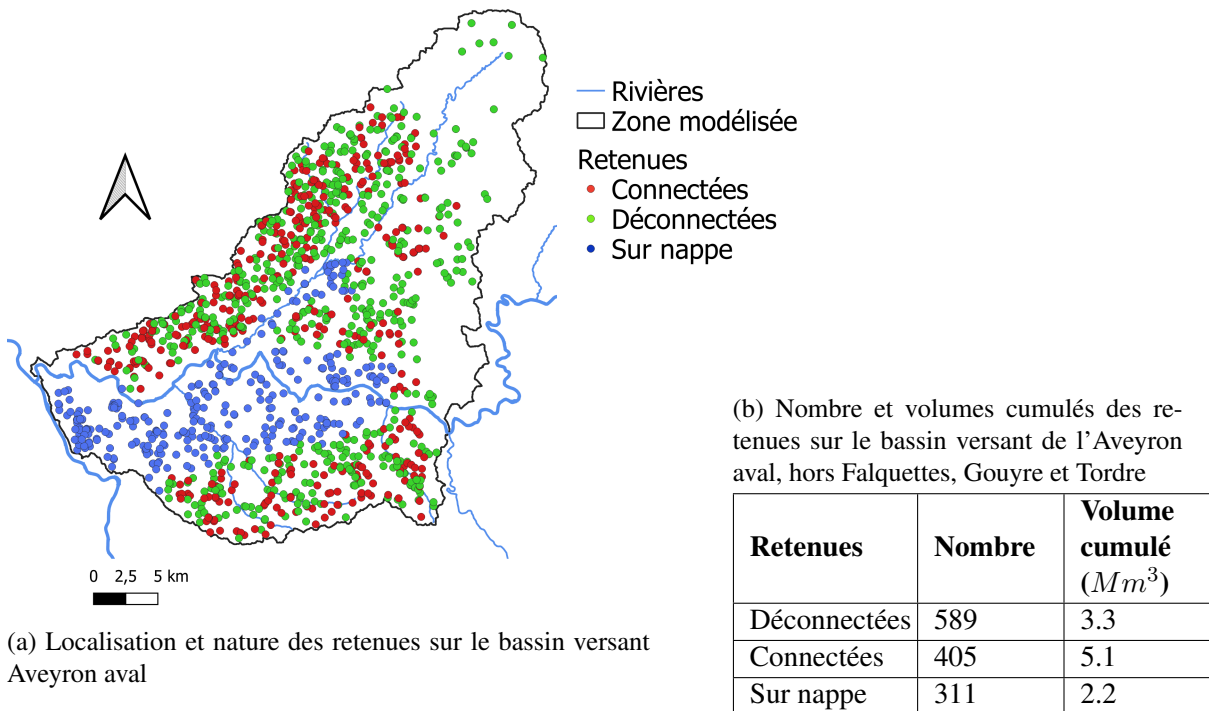 Rivières
Zone modélisée
Retenues
Connectées
Déconnectées
Sur nappe
0 2,5 5 km
(a) Localisation et nature des retenues sur le bassin versant
Aveyron aval
(b) Nombre et volumes cumulés des re-
tenues sur le bassin versant de l'Aveyron
aval, hors Falquettes, Gouyre et Tordre
Retenues Nombre Volume
cumulé
(Mm³)
Déconnectées 589 3.3
Connectées 405 5.1
Sur nappe 311 2.2